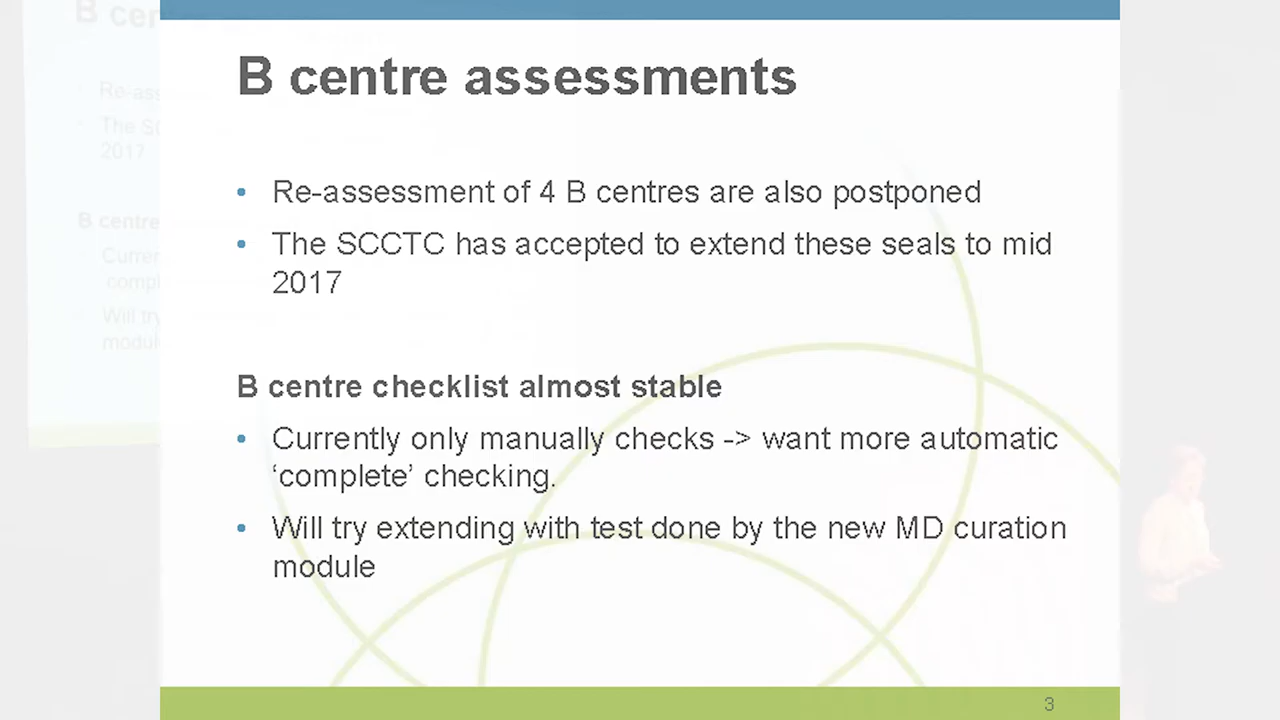 B centre assessments
• Re-assessment of 4 B centres are also postponed
• The SCCTC has accepted to extend these seals to mid
2017
B centre checklist almost stable
• Currently only manually checks -> want more automatic
‘complete’ checking.
• Will try extending with test done by the new MD curation
module
3